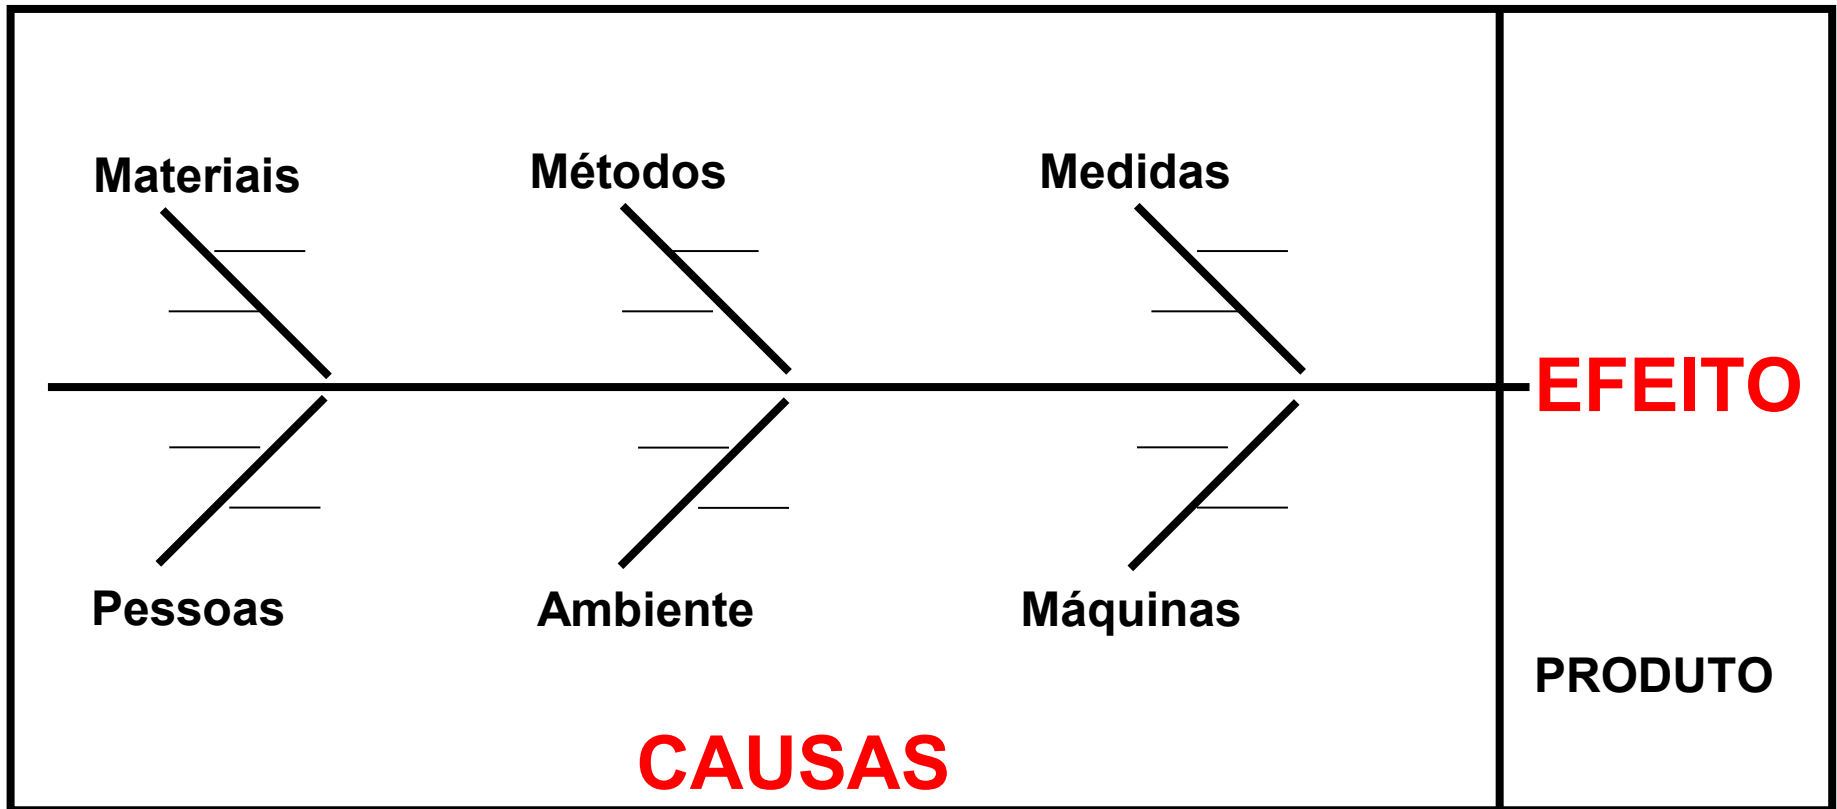 Materiais
Métodos
Medidas
EFEITO
Pessoas
Ambiente
Máquinas
PRODUTO
CAUSAS